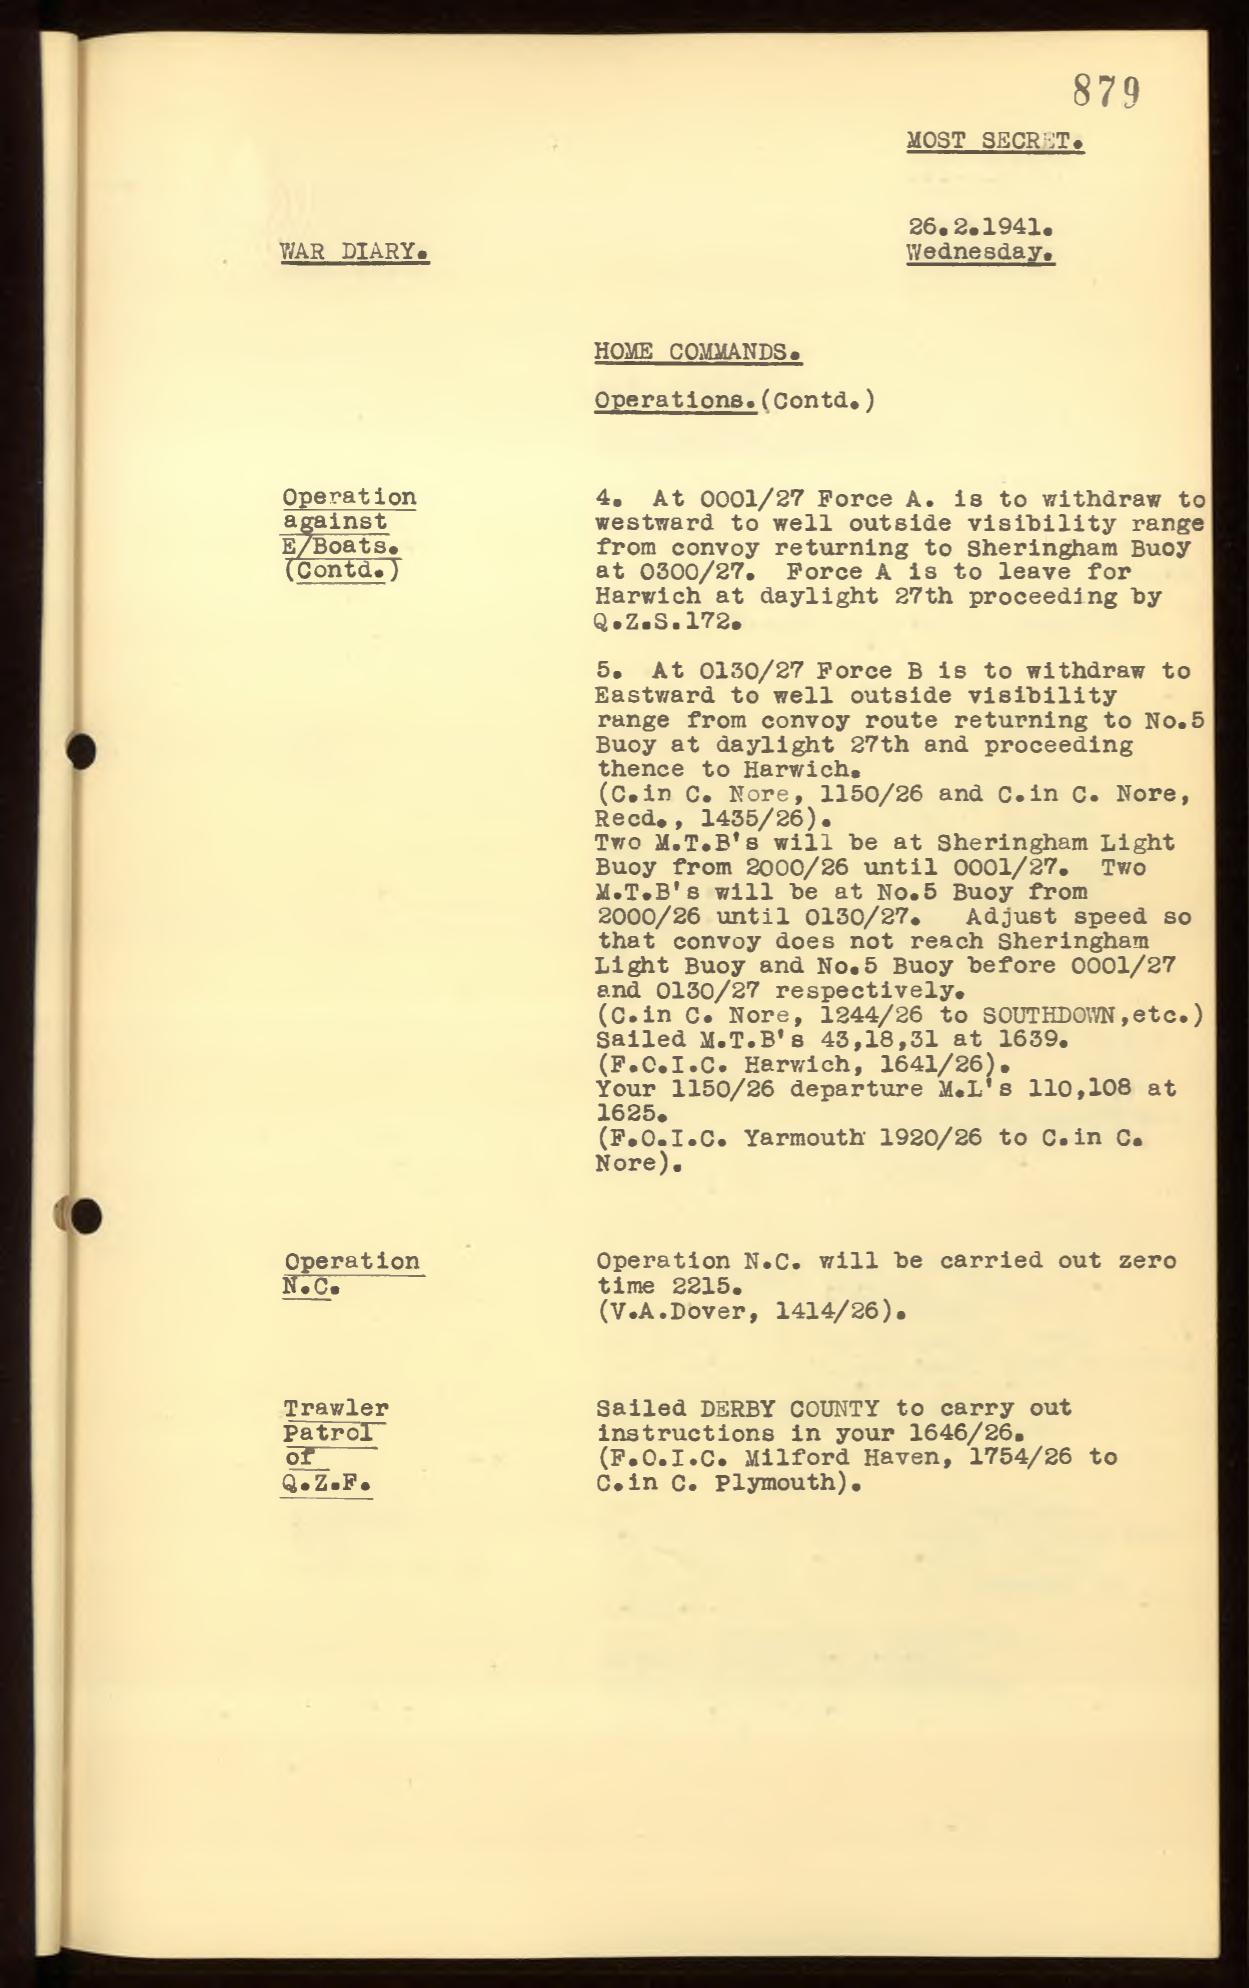 879
MOST SECRET.
26.2.1941.
WAR DIARY.
Wednesday.
HOME COMMANDS.
Operations.(Contd.)
Operation
against
E/Boats.
(Contd.)
4. At 0001/27 Force A. is to withdraw to
westward to well outside visibility range
from convoy returning to Sheringham Buoy
at 0300/27. Force A is to leave for
Harwich at daylight 27th proceeding by
Q.Z.S.172.
5. At 0130/27 Force B is to withdraw to
Eastward to well outside visibility
range from convoy route returning to No.5
Buoy at daylight 27th and proceeding
thence to Harwich.
(C.in C. Nore, 1150/26 and C.in C. Nore,
Recd., 1435/26).
Two M.T.B's will be at Sheringham Light
Buoy from 2000/26 until 0001/27. Two
M.T.B's will be at No.5 Buoy from
2000/26 until 0130/27. Adjust speed so
that convoy does not reach Sheringham
Light Buoy and No.5 Buoy before 0001/27
and 0130/27 respectively.
(C.in C. Nore, 1244/26 to SOUTHDOWN,etc.)
Sailed M.T.B's 43,18,31 at 1639.
(F.O.I.C. Harwich, 1641/26).
Your 1150/26 departure M.L's 110,108 at
1625.
(F.O.I.C. Yarmouth 1920/26 to C.in C.
Nore).
Operation
N.C.
Operation N.C. will be carried out zero
time 2215.
(V.A.Dover, 1414/26).
Trawler
Patrol
of
Q.Z.F.
Sailed DERBY COUNTY to carry out
instructions in your 1646/26.
(F.O.I.C. Milford Haven, 1754/26 to
C.in C. Plymouth).